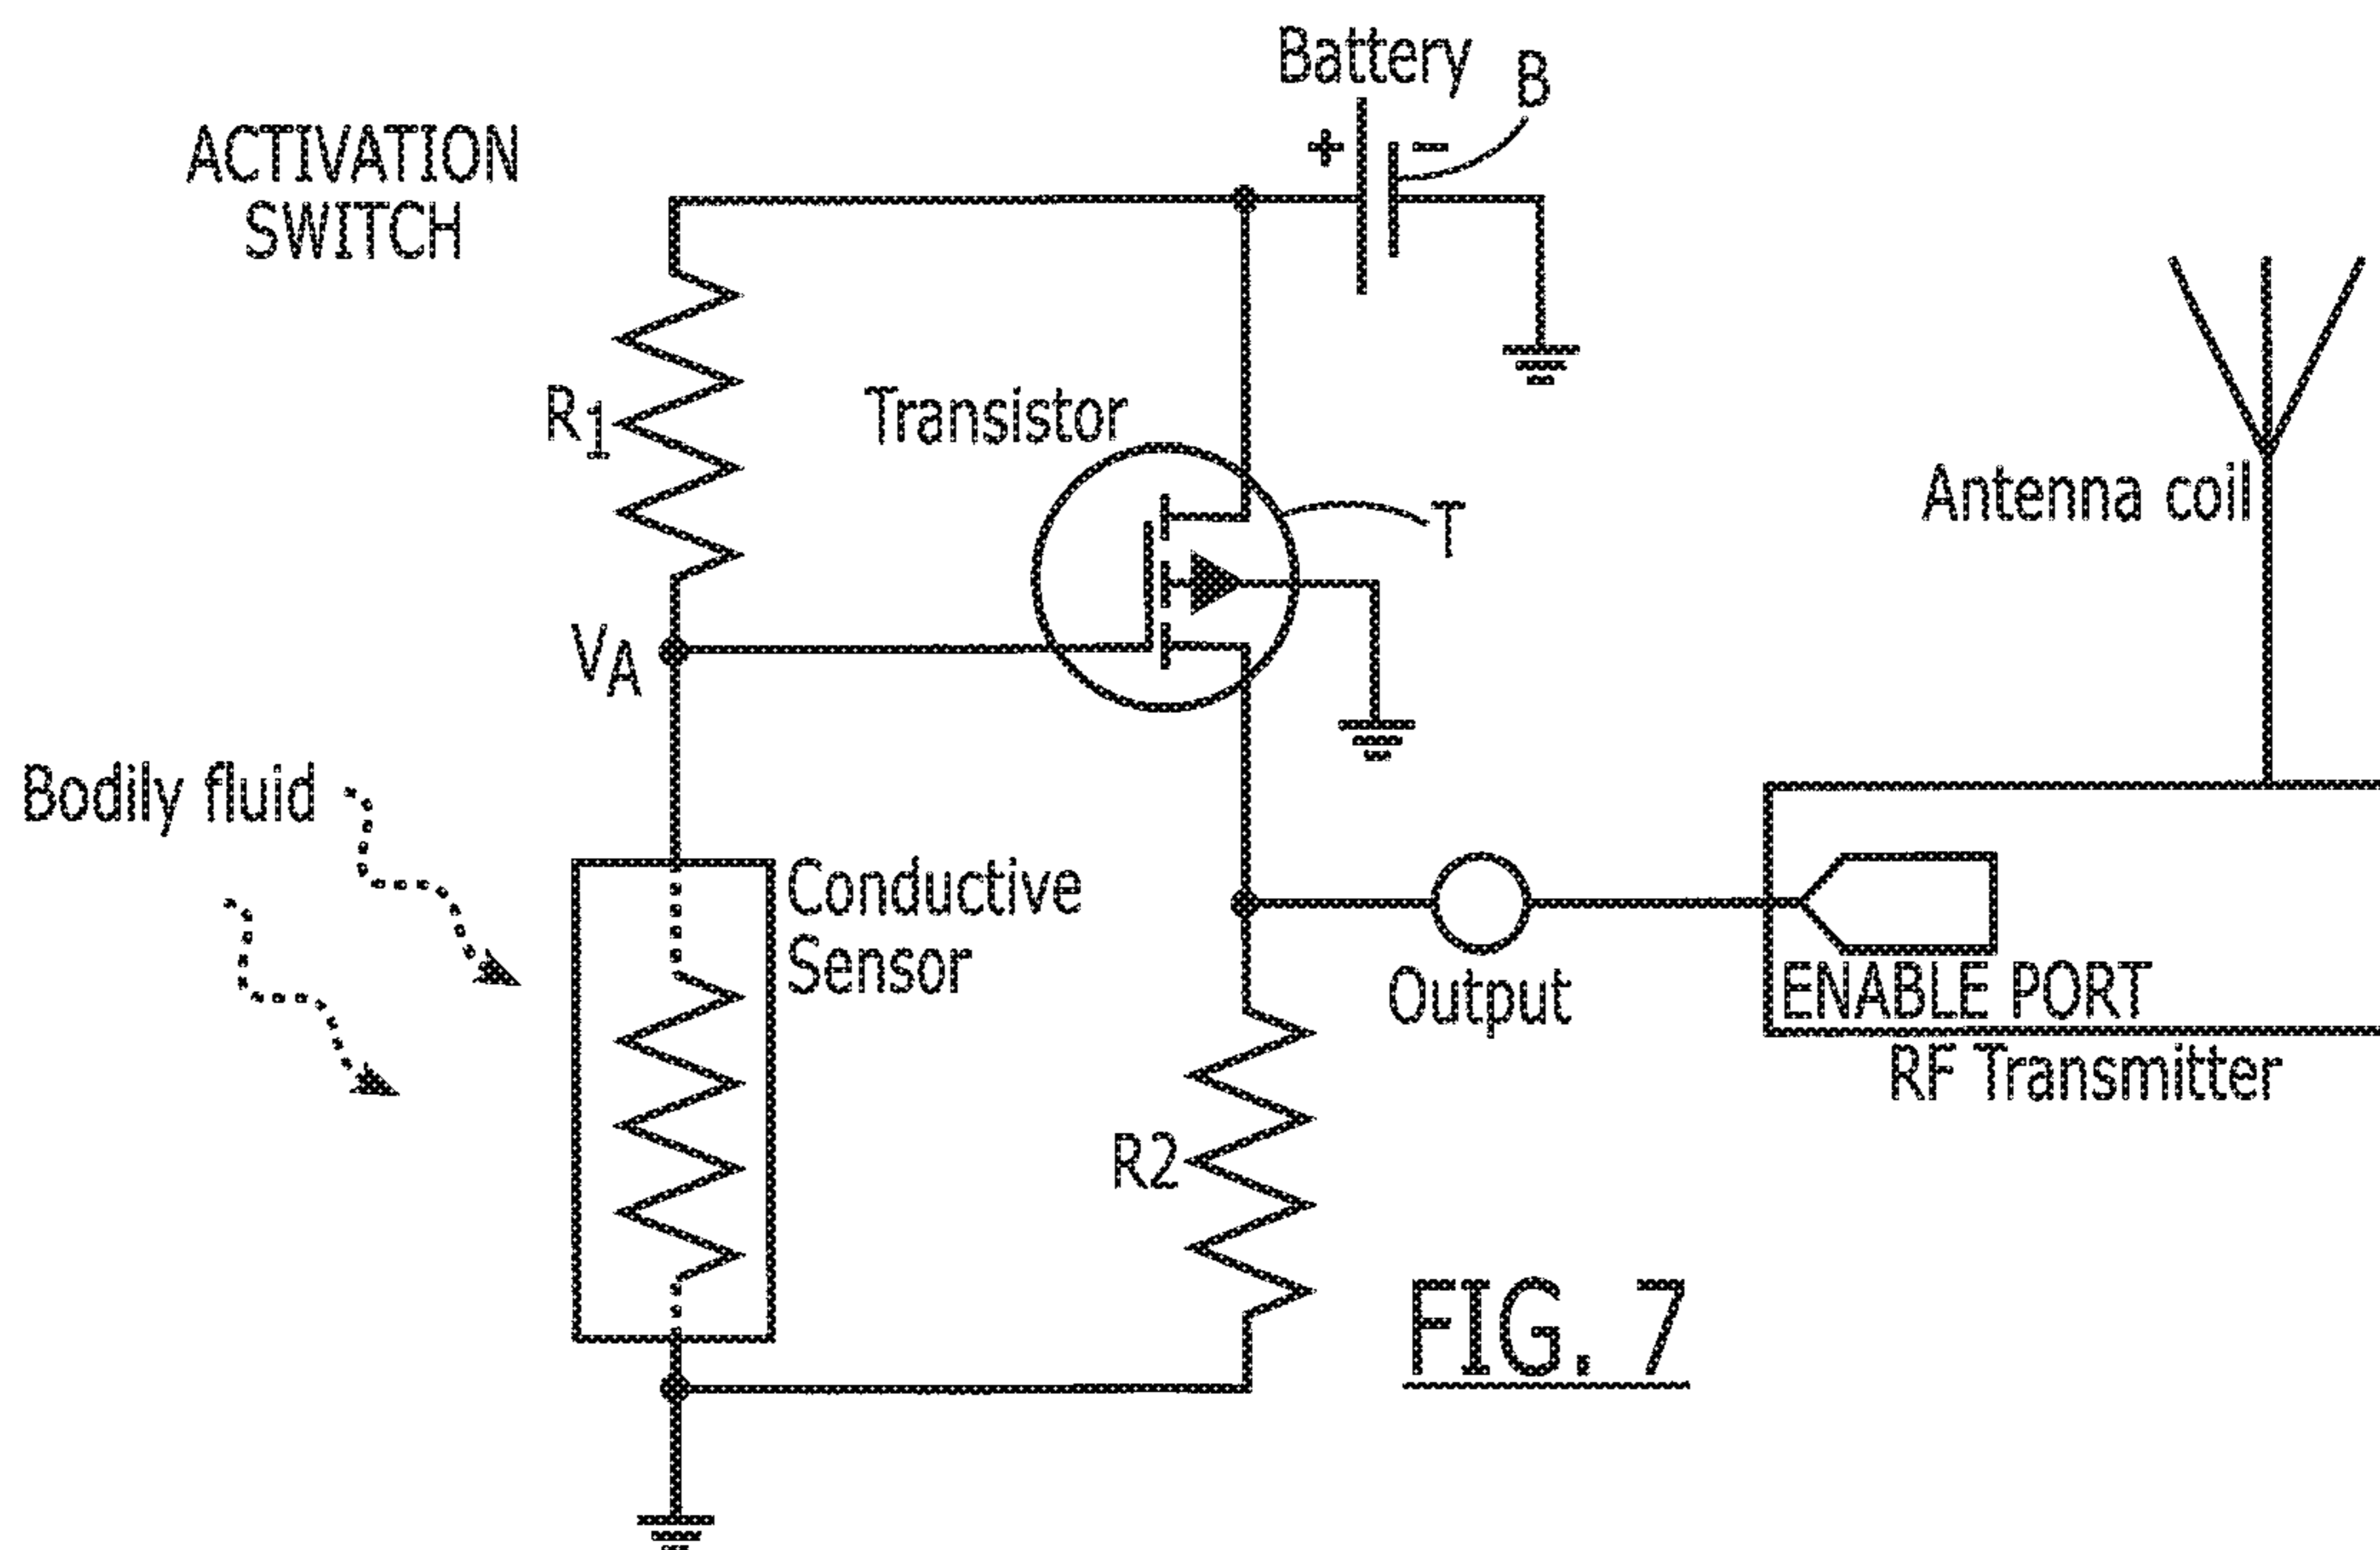 Battery
B
+
-
ACTIVATION
SWITCH
R1
Transistor
T
Antenna coil
VA
Bodily fluid
Conductive
Sensor
Output
ENABLE PORT
RF Transmitter
R2
FIG. 7